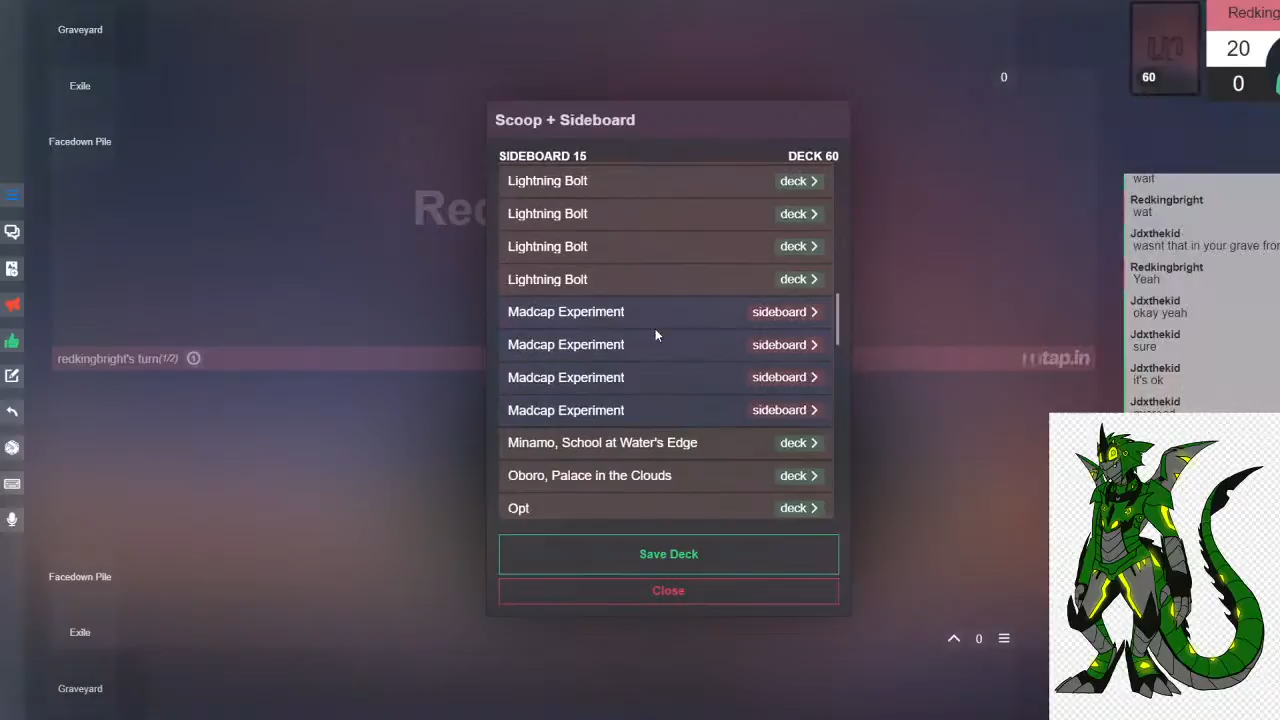 Graveyard
Exile
Facedown Pile
0
60
Redking
20
0
Scoop + Sideboard
SIDEBOARD 15
DECK 60
Lightning Bolt
deck
Lightning Bolt
deck
Lightning Bolt
deck
Lightning Bolt
deck
Madcap Experiment
sideboard
Madcap Experiment
sideboard
Madcap Experiment
sideboard
Madcap Experiment
sideboard
Minamo, School at Water's Edge
deck
Oboro, Palace in the Clouds
deck
Opt
deck
Save Deck
Close
Red
redkingbright's turn(1/2)
untap.in
wait
Redkingbright
wat
Jdxthekid
wasnt that in your grave fro
Redkingbright
Yeah
Jdxthekid
okay yeah
Jdxthekid
sure
Jdxthekid
it's ok
Jdxthekid
Facedown Pile
Exile
Graveyard
0